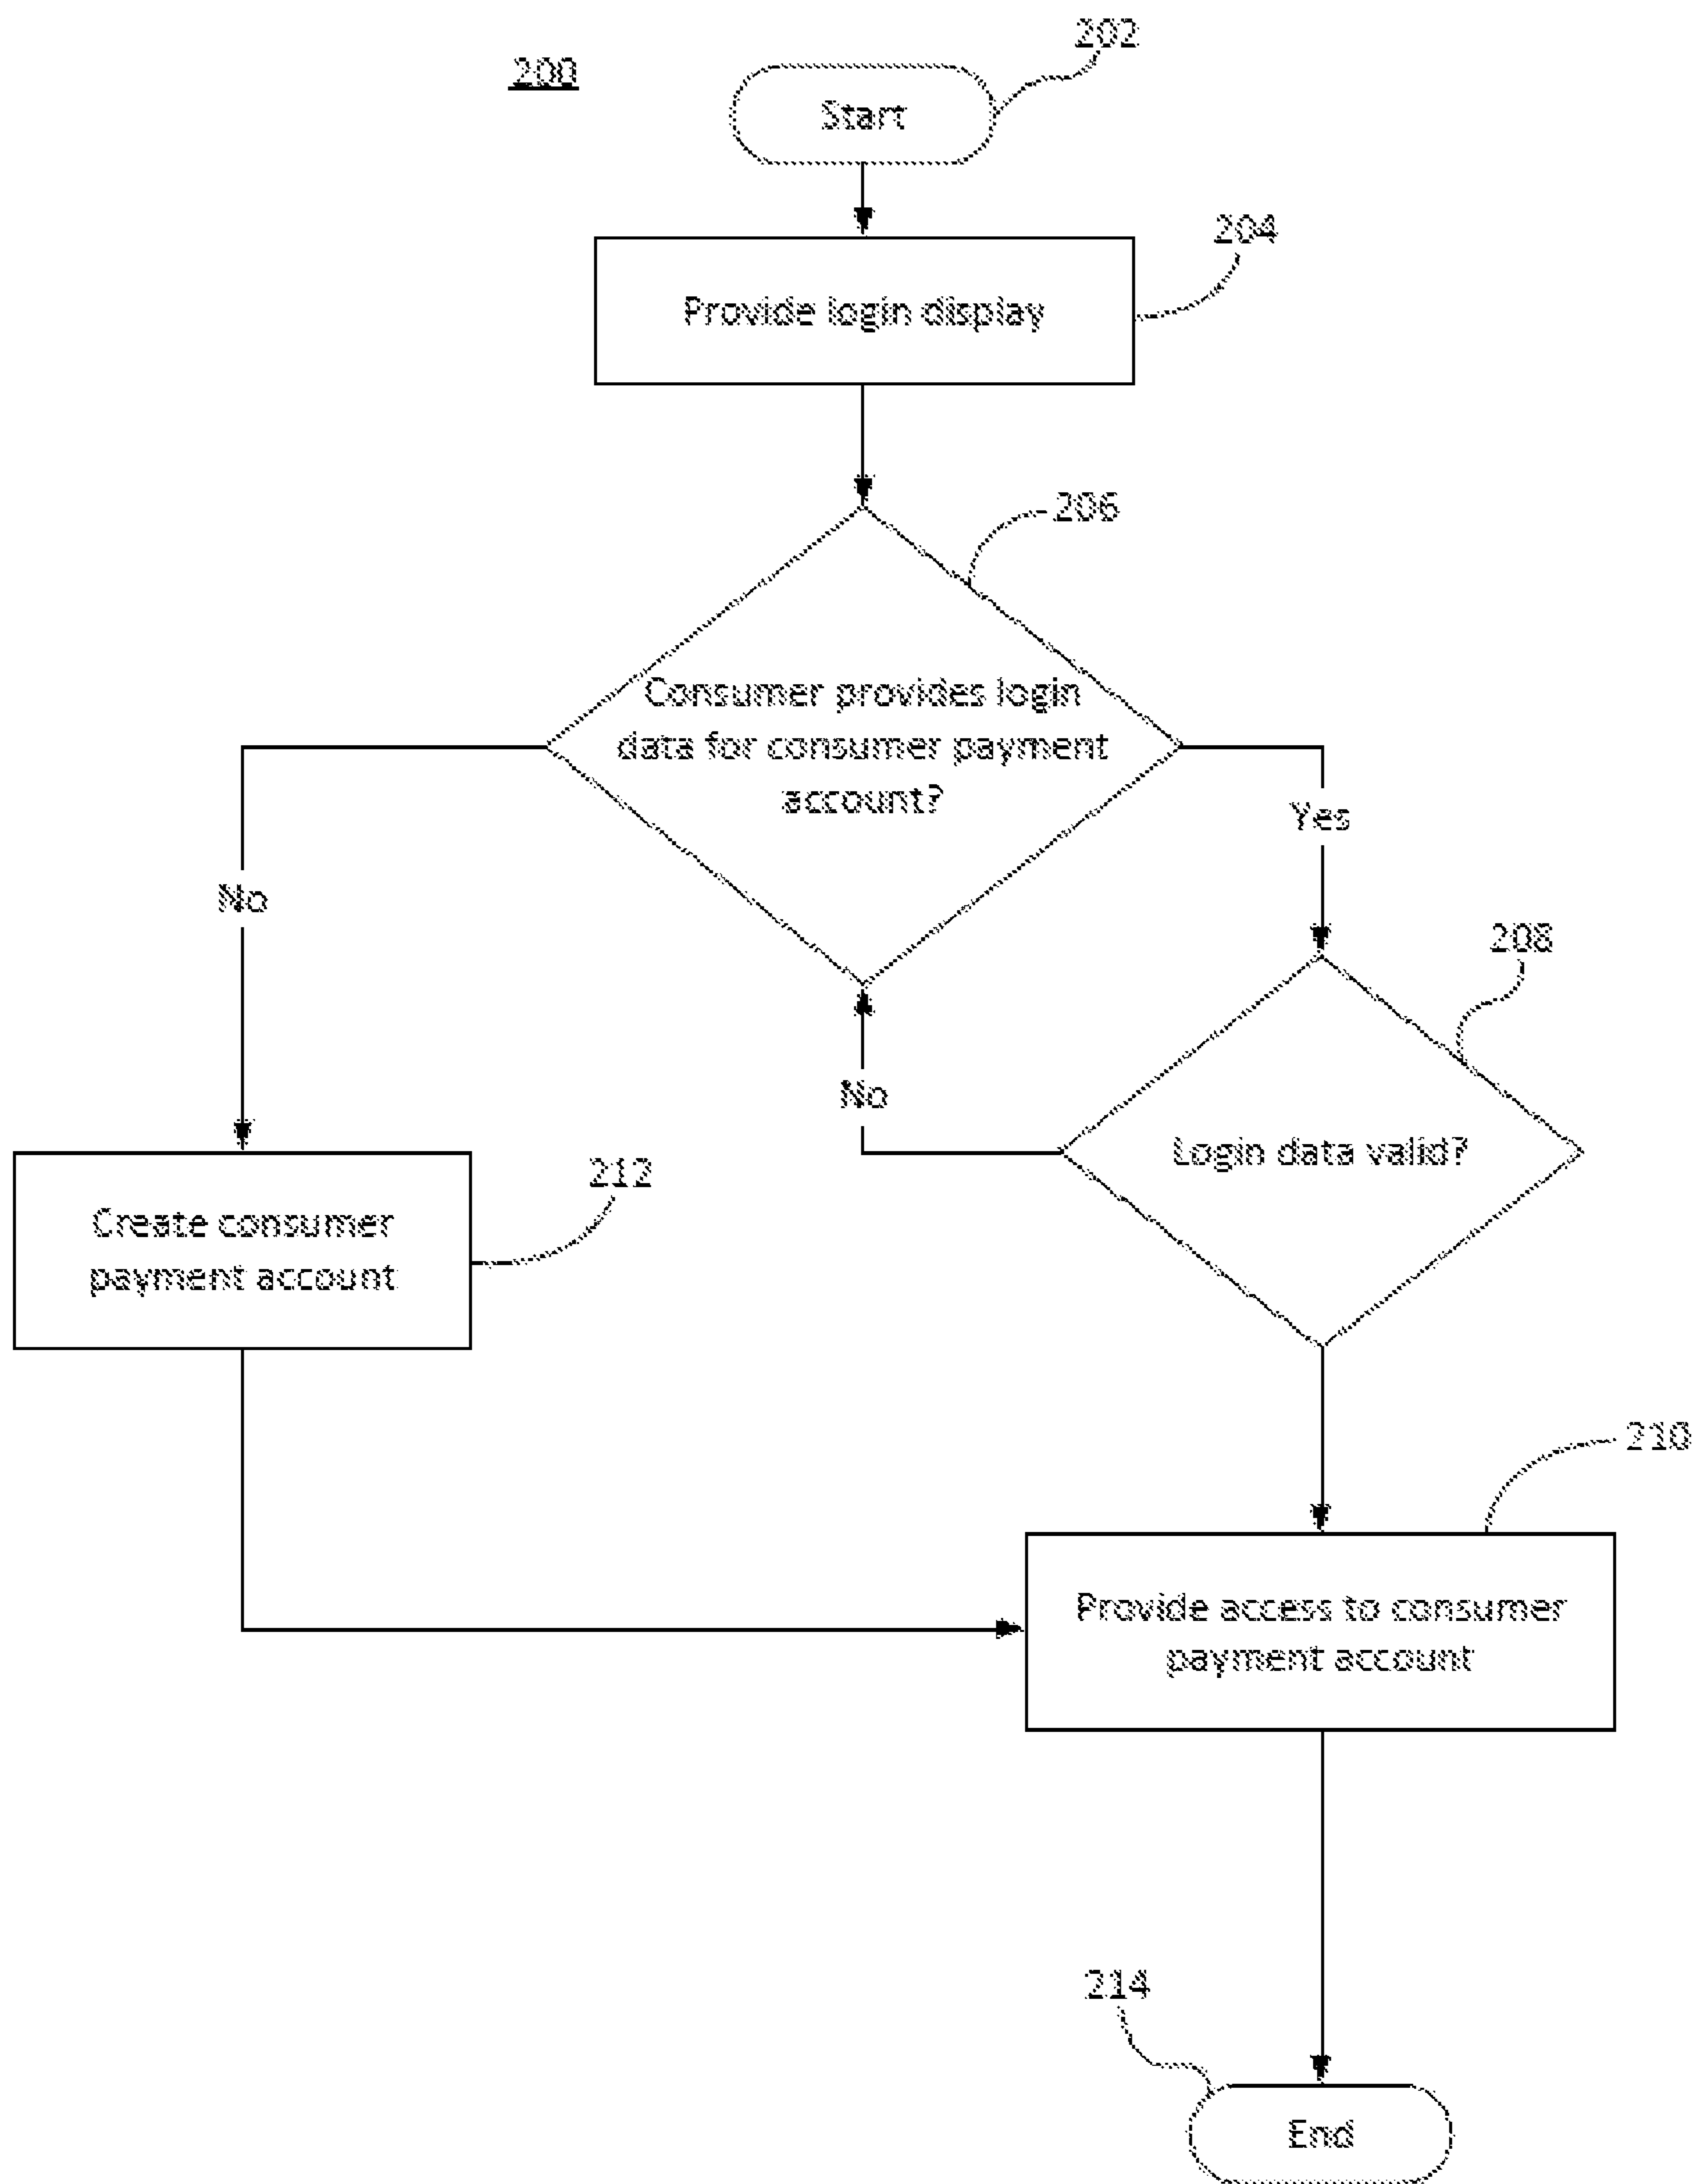 200
202
Start
204
Provide login display
206
Consumer provides login
data for consumer payment
account?
Yes
No
208
No
Login data valid?
212
Create consumer
payment account
210
Provide access to consumer
payment account
214
End